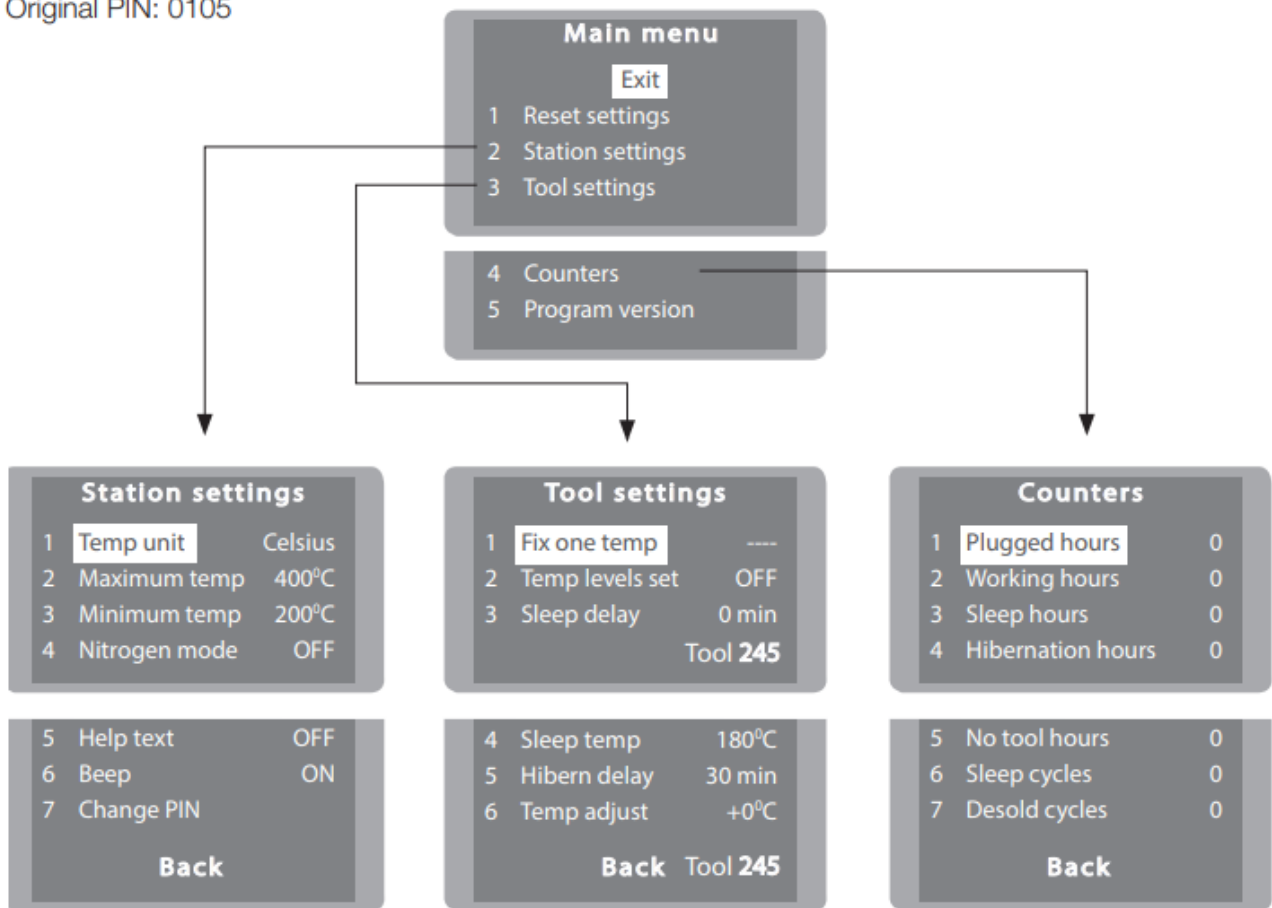 Original PIN: 0105
Main menu
Exit
1 Reset settings
2 Station settings
3 Tool settings
4 Counters
5 Program version
Station settings
1 Temp unit Celsius
2 Maximum temp 400⁰C
3 Minimum temp 200⁰C
4 Nitrogen mode OFF
5 Help text OFF
6 Beep ON
7 Change PIN
Back
Tool settings
1 Fix one temp ----
2 Temp levels set OFF
3 Sleep delay 0 min
Tool 245
4 Sleep temp 180⁰C
5 Hibern delay 30 min
6 Temp adjust +0⁰C
Back Tool 245
Counters
1 Plugged hours 0
2 Working hours 0
3 Sleep hours 0
4 Hibernation hours 0
5 No tool hours 0
6 Sleep cycles 0
7 Desold cycles 0
Back